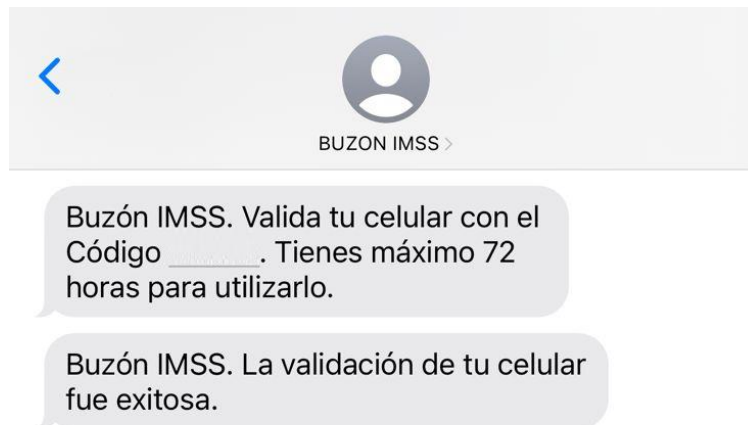 BUZON IMSS
Buzón IMSS. Valida tu celular con el
Código ______. Tienes máximo 72
horas para utilizarlo.
Buzón IMSS. La validación de tu celular
fue exitosa.